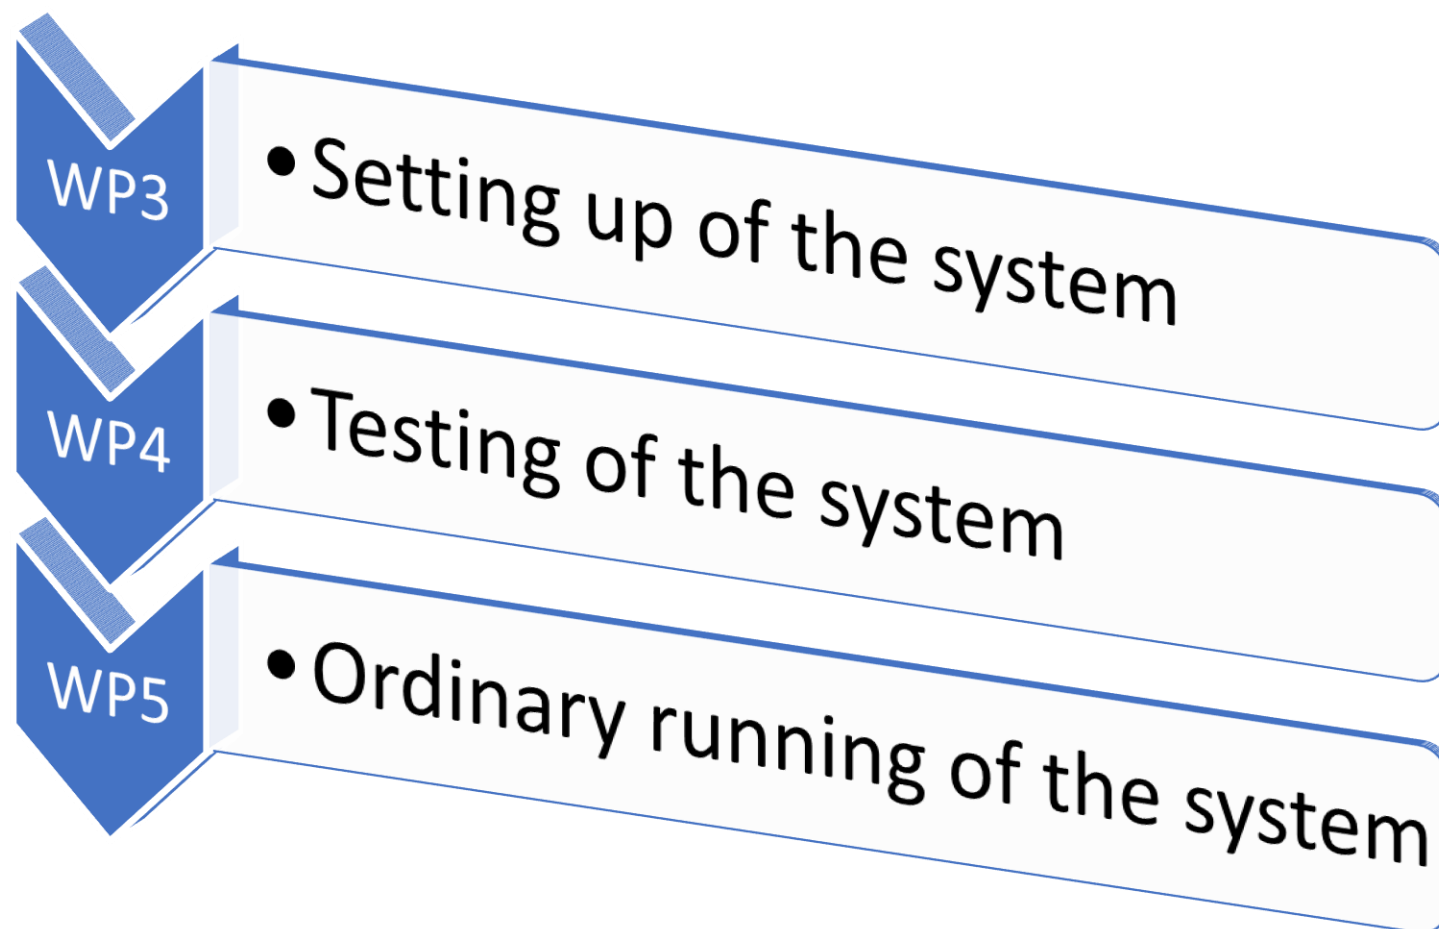 WP3
• Setting up of the system
WP4
• Testing of the system
WP5
• Ordinary running of the system